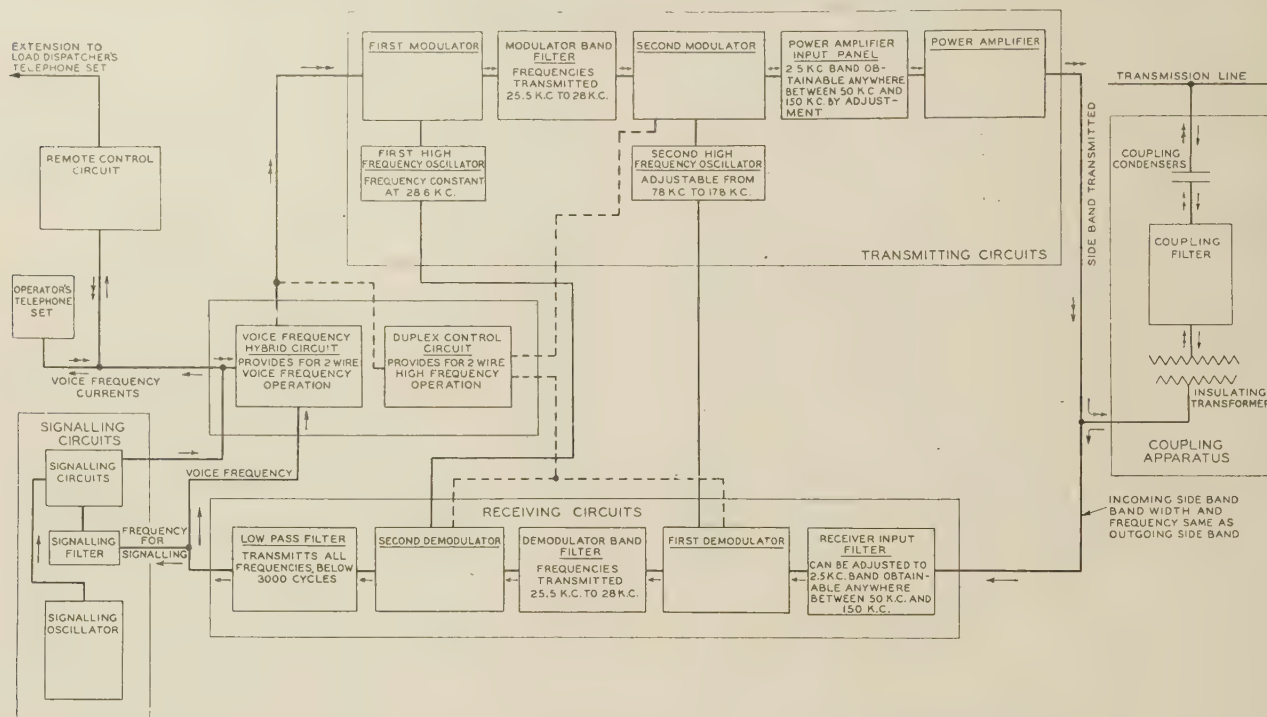 EXTENSION TO
LOAD DISPATCHER'S
TELEPHONE SET
REMOTE CONTROL
CIRCUIT
OPERATOR'S
TELEPHONE
SET
VOICE FREQUENCY
CURRENTS
FIRST MODULATOR
MODULATOR BAND
FILTER
FREQUENCIES
TRANSMITTED
25.5 K.C. TO 28 K.C.
SECOND MODULATOR
POWER AMPLIFIER
INPUT PANEL
2.5 KC BAND OB-
TAINABLE ANYWHERE
BETWEEN 50 K C AND
150 K C. BY ADJUST-
MENT
POWER AMPLIFIER
FIRST HIGH
FREQUENCY OSCILLATOR
FREQUENCY CONSTANT
AT 28.6 K C.
SECOND HIGH
FREQUENCY OSCILLATOR
ADJUSTABLE FROM
78 KC TO 178 K.C.
TRANSMITTING CIRCUITS
SIDE BAND TRANSMITTED
TRANSMISSION LINE
COUPLING
CONDENSERS
COUPLING
FILTER
INSULATING
TRANSFORMER
COUPLING
APPARATUS
VOICE FREQUENCY
HYBRID CIRCUIT
PROVIDES FOR 2 WIRE
VOICE FREQUENCY
OPERATION
DUPLEX CONTROL
CIRCUIT
PROVIDES FOR 2 WIRE
HIGH FREQUENCY
OPERATION
SIGNALLING
CIRCUITS
SIGNALLING
CIRCUITS
SIGNALLING
FILTER
SIGNALLING
OSCILLATOR
FREQUENCY
FOR
SIGNALLING
VOICE FREQUENCY
RECEIVING CIRCUITS
LOW PASS FILTER
TRANSMITTS ALL
FREQUENCIES BELOW
3000 CYCLES
SECOND DEMODULATOR
DEMODULATOR BAND
FILTER
FREQUENCIES
TRANSMITTED
25.5 K.C. TO 28 K.C.
FIRST DEMODULATOR
RECEIVER INPUT
FILTER
CAN BE ADJUSTED TO
2.5 KC. BAND OBTAIN-
ABLE ANYWHERE
BETWEEN 50 K.C. AND
150 K.C.
INCOMING SIDE BAND
BAND WIDTH AND
FREQUENCY SAME AS
OUTGOING SIDE BAND